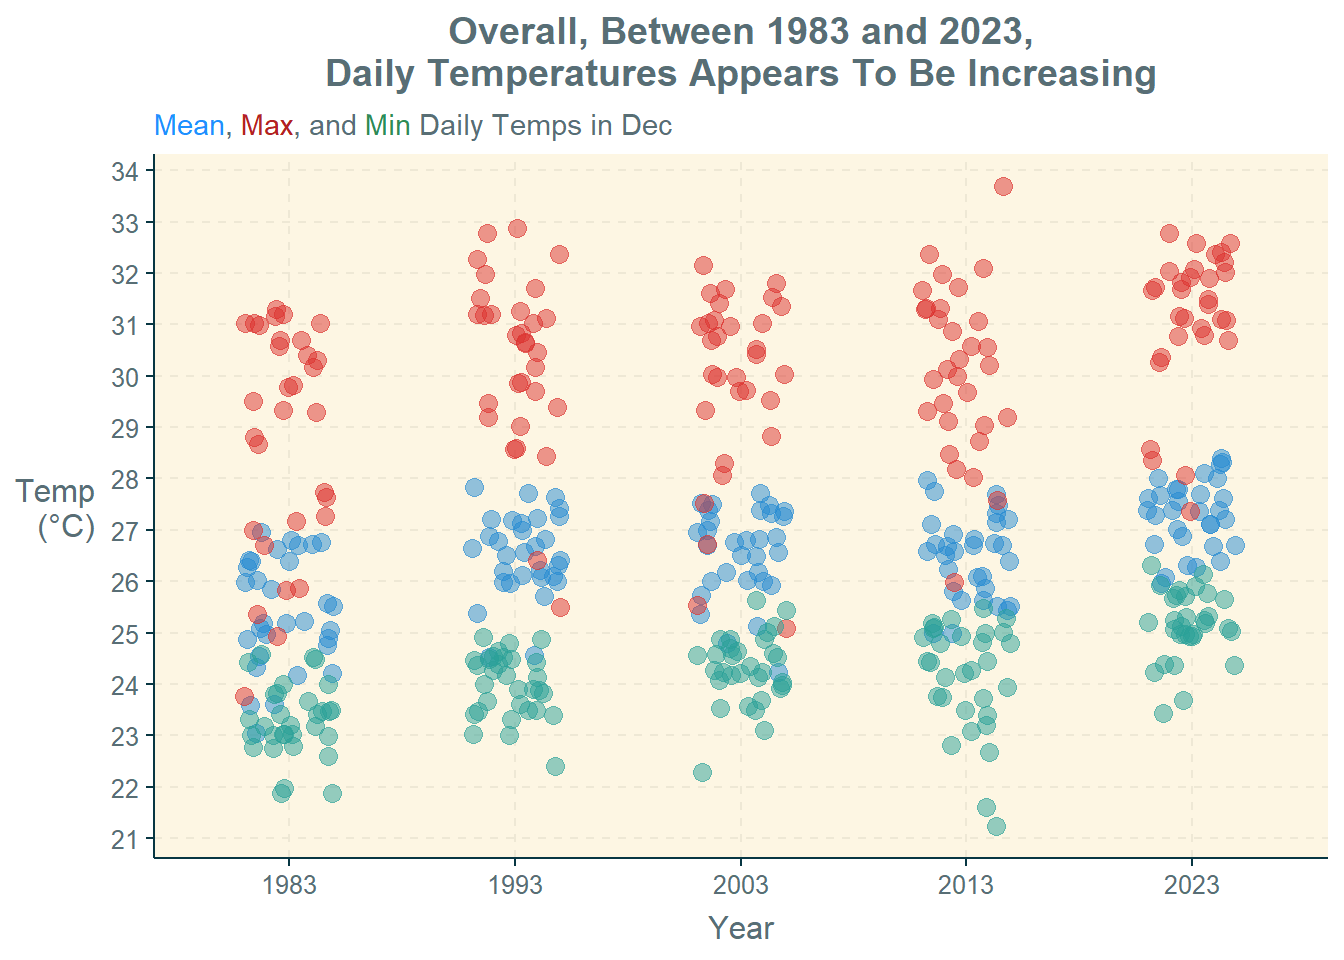 Overall, Between 1983 and 2023,
Daily Temperatures Appears To Be Increasing
Mean, Max, and Min Daily Temps in Dec
34
33
32
31
30
29
28
Temp
(°C)
27
26
25
24
23
22
21
1983 1993 2003 2013 2023
Year